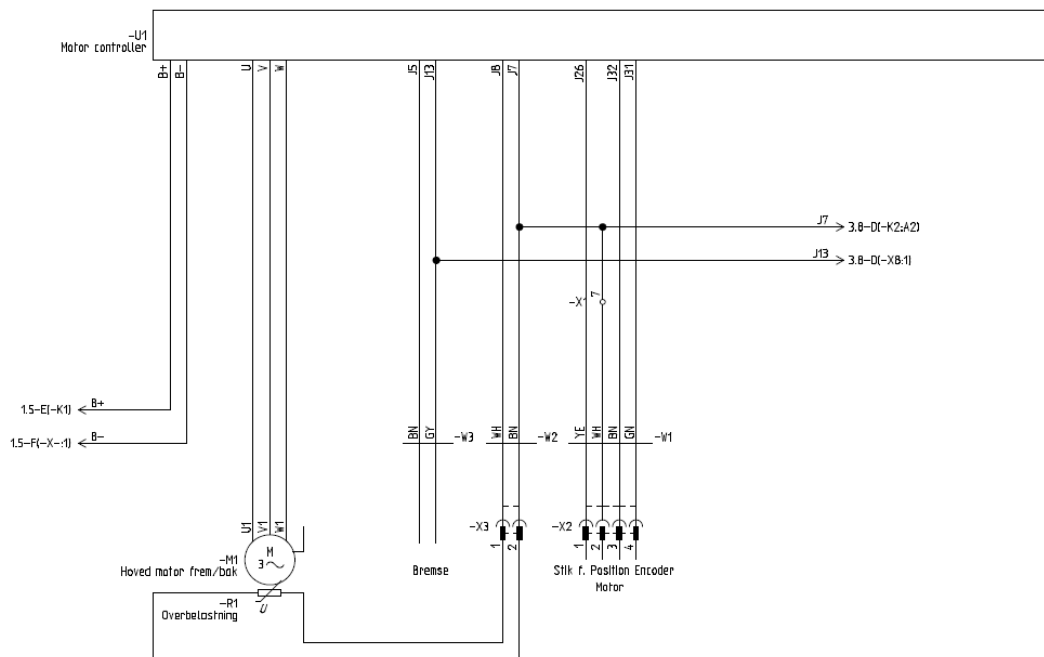 -U1
Motor controller
B+
B-
U
V
W
J5
J13
J8
J7
J26
J32
J31
J7
3.8-D(-K2:A2)
J13
3.8-D(-X8:1)
-X1
7
1.5-E(-K1)
B+
1.5-F(-X-:1)
B-
BN
GY
-W3
WH
BN
-W2
YE
WH
BN
GN
-W1
U1
V1
W1
-X3
1
2
-X2
1
2
3
4
M
3
-M1
Hoved motor frem/bak
Bremse
Stik f. Position Encoder
Motor
-R1
Overbelastning
U